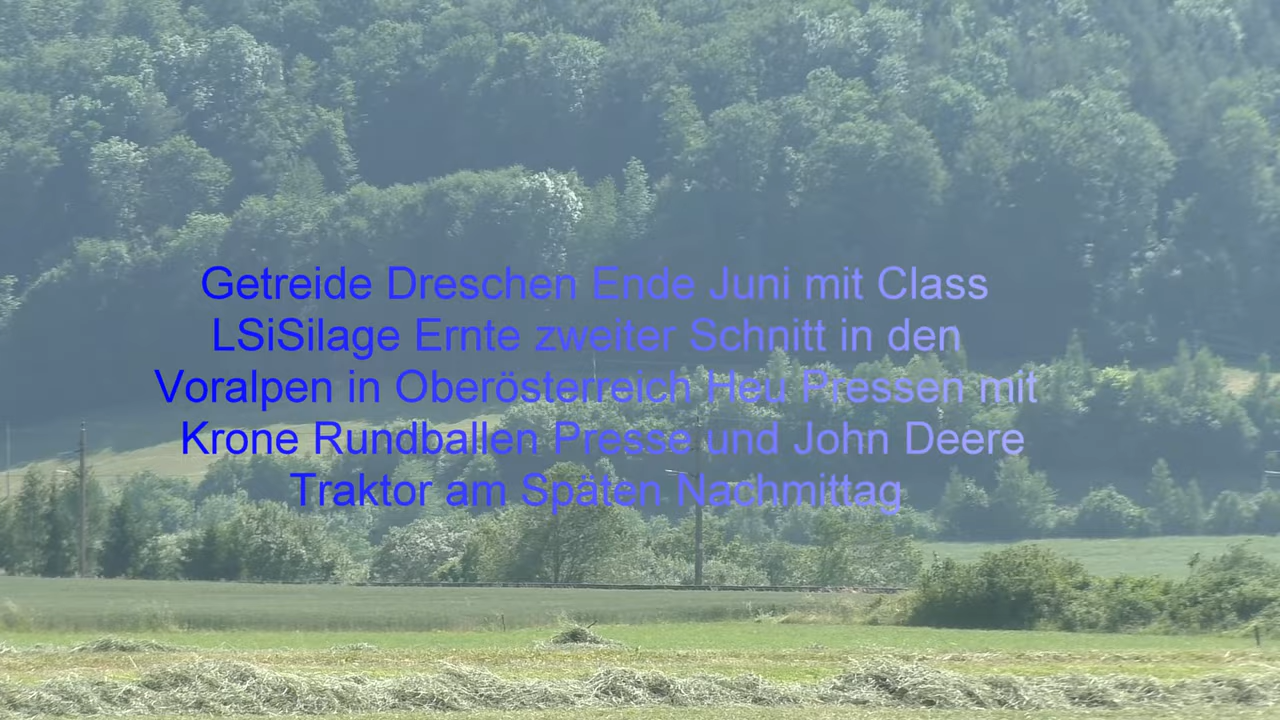 Getreide Dreschen Ende Juni mit Class
LSiSilage Ernte zweiter Schnitt in den
Voralpen in Oberösterreich Heu Pressen mit
Krone Rundballen Presse und John Deere
Traktor am Späten Nachmittag